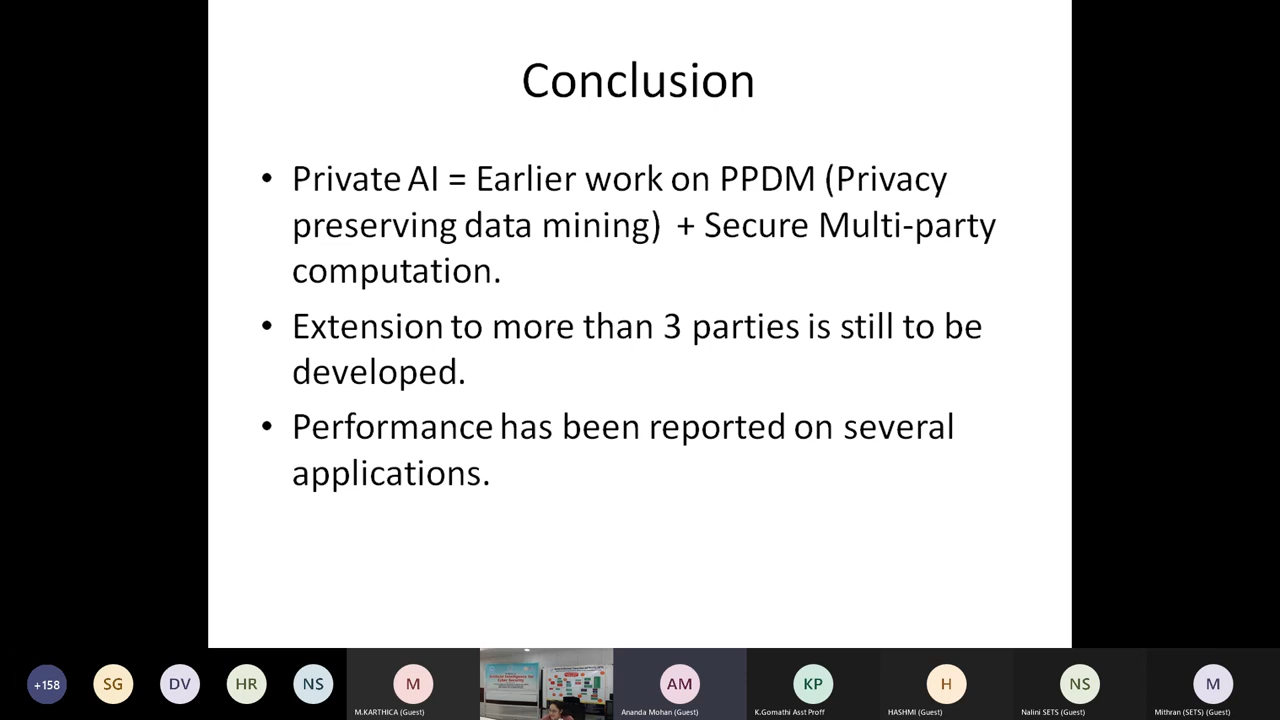 Conclusion
• Private AI = Earlier work on PPDM (Privacy
preserving data mining) + Secure Multi-party
computation.
• Extension to more than 3 parties is still to be
developed.
• Performance has been reported on several
applications.
+158
SG
DV
HR
NS
M
AM
KP
H
NS
M
M.KARTHICA (Guest)
Ananda Mohan (Guest)
K.Gomathi Asst Proff
HASHMI (Guest)
Nalini SETS (Guest)
Mithran (SETS) (Guest)